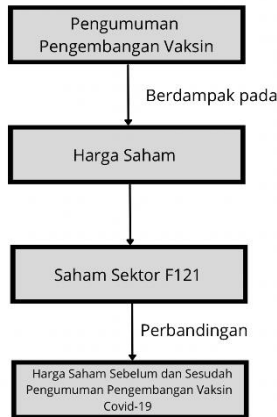 Pengumuman
Pengembangan Vaksin
Berdampak pada
Harga Saham
Saham Sektor F121
Perbandingan
Harga Saham Sebelum dan Sesudah
Pengumuman Pengembangan Vaksin
Covid-19